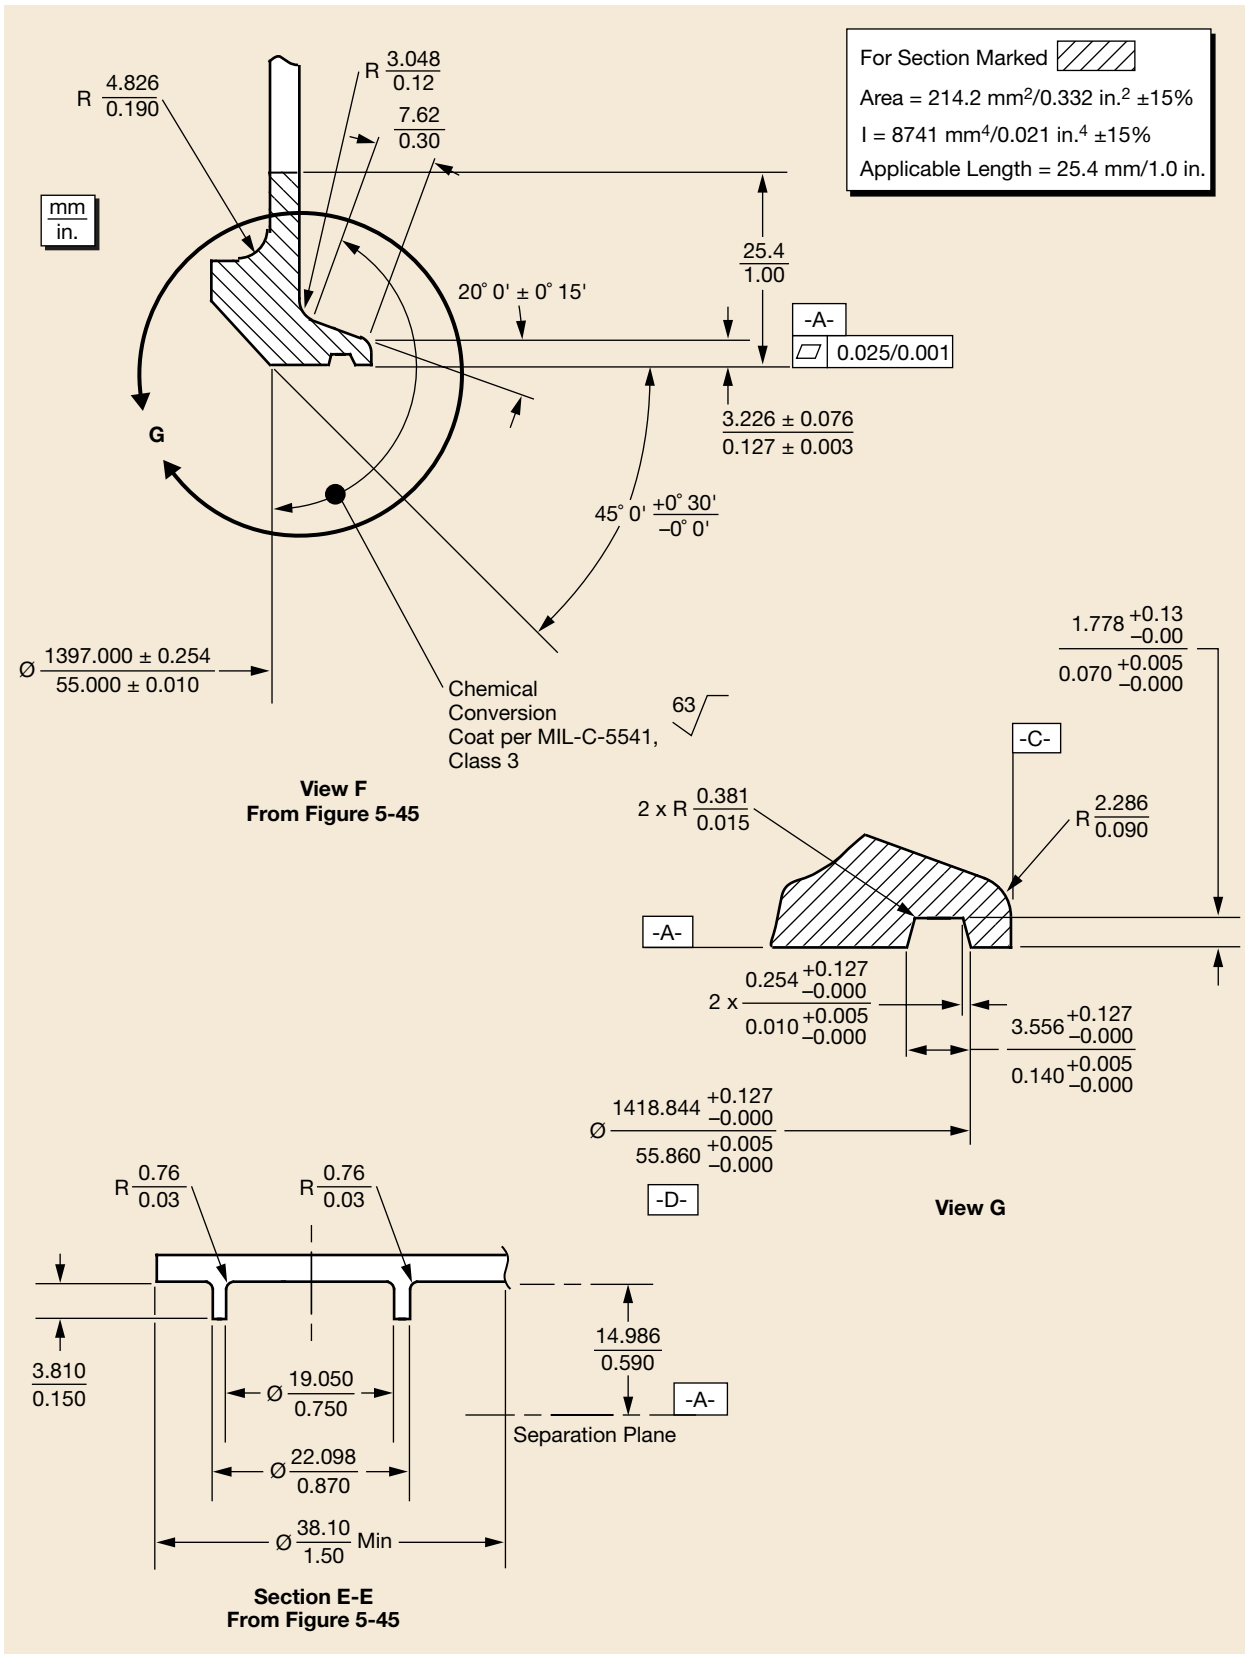 For Section Marked
Area = 214.2 mm²/0.332 in.² ±15%
I = 8741 mm⁴/0.021 in.⁴ ±15%
Applicable Length = 25.4 mm/1.0 in.
R 3.048
0.12
R 4.826
0.190
7.62
0.30
mm
in.
25.4
1.00
20° 0' ± 0° 15'
-A-
0.025/0.001
3.226 ± 0.076
0.127 ± 0.003
G
45° 0' +0° 30'
–0° 0'
Ø 1397.000 ± 0.254
55.000 ± 0.010
Chemical
Conversion
Coat per MIL-C-5541,
Class 3
63
View F
From Figure 5-45
1.778 +0.13
–0.00
0.070 +0.005
–0.000
-C-
2 x R 0.381
0.015
R 2.286
0.090
-A-
2 x 0.254 +0.127
–0.000
0.010 +0.005
–0.000
3.556 +0.127
–0.000
0.140 +0.005
–0.000
Ø 1418.844 +0.127
–0.000
55.860 +0.005
–0.000
-D-
View G
R 0.76
0.03
R 0.76
0.03
3.810
0.150
14.986
0.590
-A-
Separation Plane
Ø 19.050
0.750
Ø 22.098
0.870
Ø 38.10 Min
1.50
Section E-E
From Figure 5-45